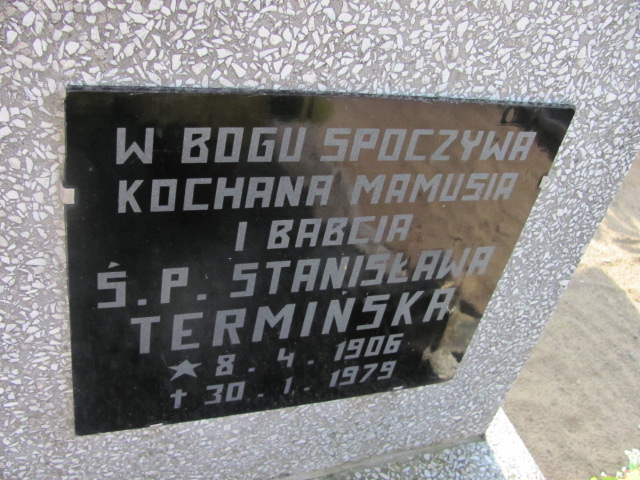 W BOGU SPOCZYWA
KOCHANA MAMUSIA
I BABCIA
Ś.P. STANISŁAWA
TERMIŃSKA
★ 8.4.1906
† 30.1.1979